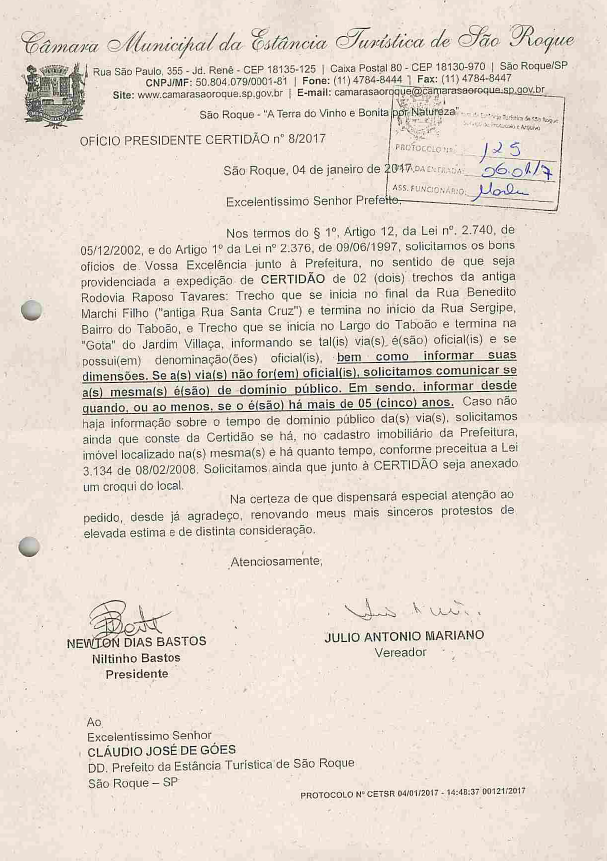 Câmara Municipal da Estância Turística de São Roque
Rua São Paulo, 355 - Jd. Renê - CEP 18135-125 | Caixa Postal 80 - CEP 18130-970 | São Roque/SP
CNPJ/MF: 50.804.079/0001-81 | Fone: (11) 4784-8444 | Fax: (11) 4784-8447
Site: www.camarasaoroque.sp.gov.br | E-mail: camarasaoroque@camarasaoroque.sp.gov.br
São Roque - "A Terra do Vinho e Bonita por Natureza"
OFÍCIO PRESIDENTE CERTIDÃO nº 8/2017
Estância Turística de São Roque
PROTOCOLO Nº 125
DATA DA ENTRADA:
ASS. FUNCIONÁRIO:
São Roque, 04 de janeiro de 2017.
Excelentíssimo Senhor Prefeito,
Nos termos do § 1º, Artigo 12, da Lei nº. 2.740, de
05/12/2002, e do Artigo 1º da Lei nº 2.376, de 09/06/1997, solicitamos os bons
ofícios de Vossa Excelência junto à Prefeitura, no sentido de que seja
providenciada a expedição de CERTIDÃO de 02 (dois) trechos da antiga
Rodovia Raposo Tavares: Trecho que se inicia no final da Rua Benedito
Marchi Filho ("antiga Rua Santa Cruz") e termina no início da Rua Sergipe,
Bairro do Taboão, e Trecho que se inicia no Largo do Taboão e termina na
"Gota" do Jardim Villaça, informando se tal(is) via(s) é(são) oficial(is) e se
possui(em) denominação(ões) oficial(is), bem como informar suas
dimensões. Se a(s) via(s) não for(em) oficial(is), solicitamos comunicar se
a(s) mesma(s) é(são) de domínio público. Em sendo, informar desde
quando, ou ao menos, se o é(são) há mais de 05 (cinco) anos. Caso não
haja informação sobre o tempo de domínio público da(s) via(s), solicitamos
ainda que conste da Certidão se há, no cadastro imobiliário da Prefeitura,
imóvel localizado na(s) mesma(s) e há quanto tempo, conforme preceitua a Lei
3.134 de 08/02/2008. Solicitamos ainda que junto à CERTIDÃO seja anexado
um croqui do local.
Na certeza de que dispensará especial atenção ao
pedido, desde já agradeço, renovando meus mais sinceros protestos de
elevada estima e de distinta consideração.
Atenciosamente,
NEWTON DIAS BASTOS
Niltinho Bastos
Presidente
JULIO ANTONIO MARIANO
Vereador
Ao
Excelentíssimo Senhor
CLÁUDIO JOSÉ DE GÓES
DD. Prefeito da Estância Turística de São Roque
São Roque – SP
PROTOCOLO Nº CETSR 04/01/2017 - 14:48:37 00121/2017